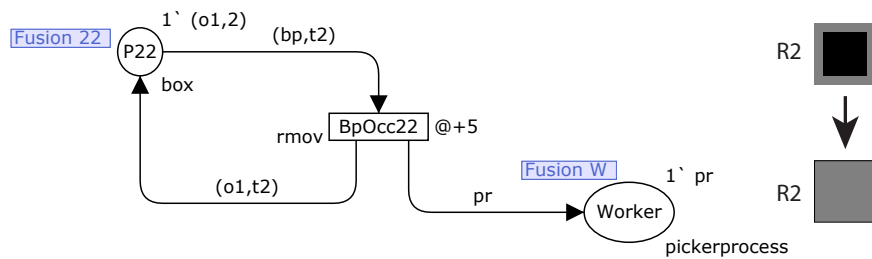 1` (o1,2)
Fusion 22
P22
(bp,t2)
box
R2
rmov
BpOcc22
@+5
Fusion W
(o1,t2)
pr
1` pr
Worker
R2
pickerprocess